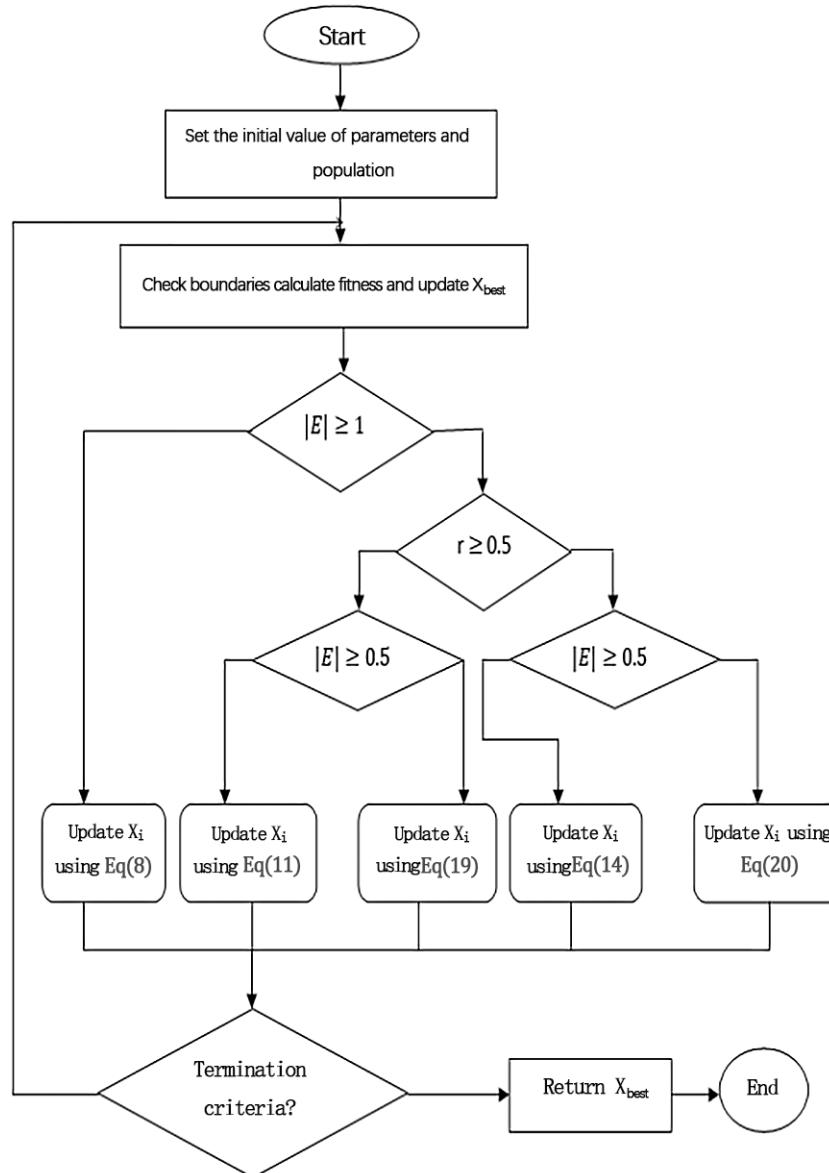 Start
Set the initial value of parameters and
population
Check boundaries calculate fitness and update X_best
|E| ≥ 1
r ≥ 0.5
|E| ≥ 0.5
|E| ≥ 0.5
Update X_i
using Eq(8)
Update X_i
using Eq(11)
Update X_i
usingEq(19)
Update X_i
usingEq(14)
Update X_i using
Eq(20)
Termination
criteria?
Return X_best
End